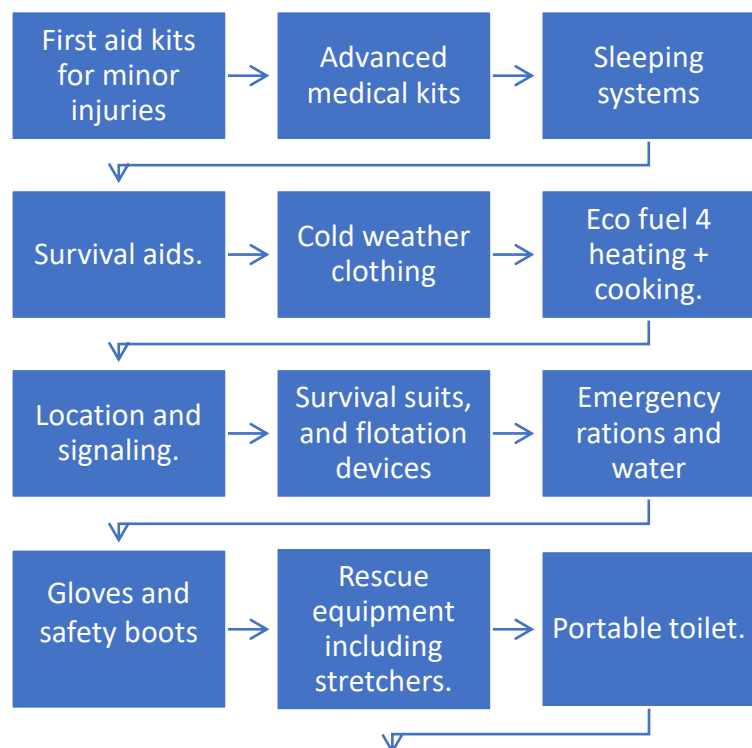 First aid kits
for minor
injuries
Advanced
medical kits
Sleeping
systems
Survival aids.
Cold weather
clothing
Eco fuel 4
heating +
cooking.
Location and
signaling.
Survival suits,
and flotation
devices
Emergency
rations and
water
Gloves and
safety boots
Rescue
equipment
including
stretchers.
Portable toilet.